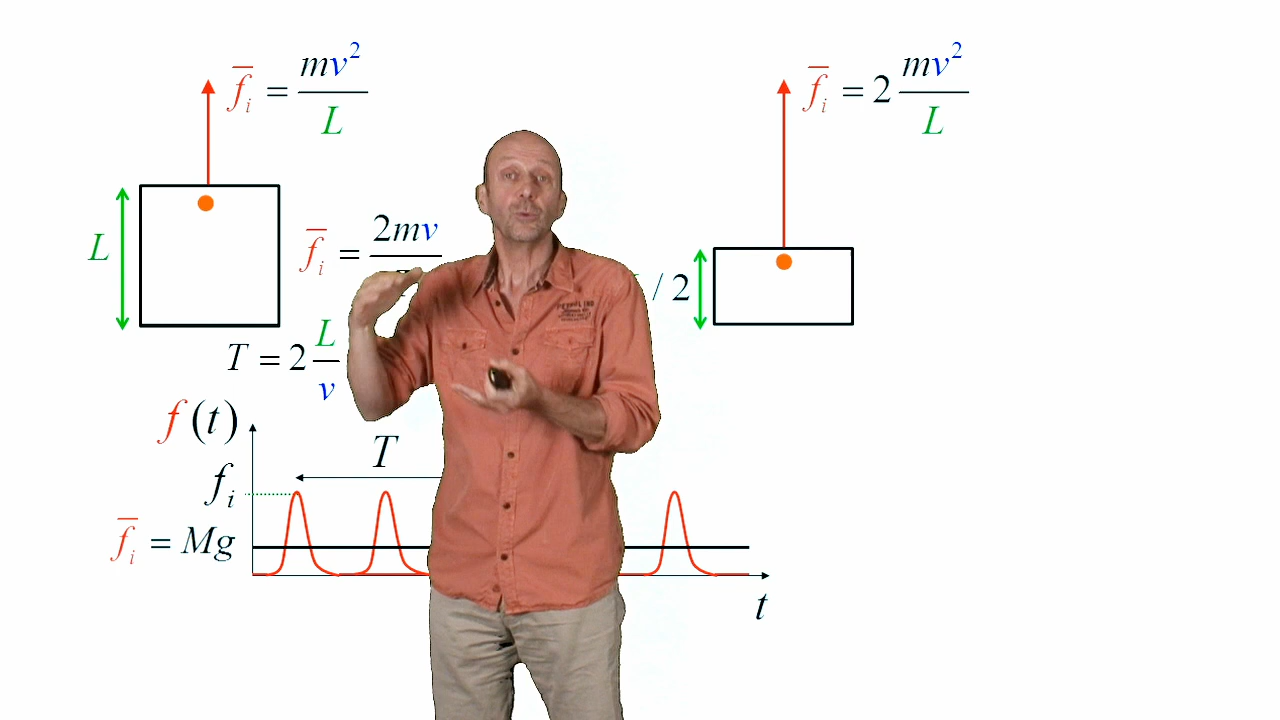 f̅ᵢ = mv² / L
f̅ᵢ = 2 mv² / L
L
f̅ᵢ = 2mv
/ 2
T = 2 L / v
f (t)
T
fᵢ
f̅ᵢ = Mg
t